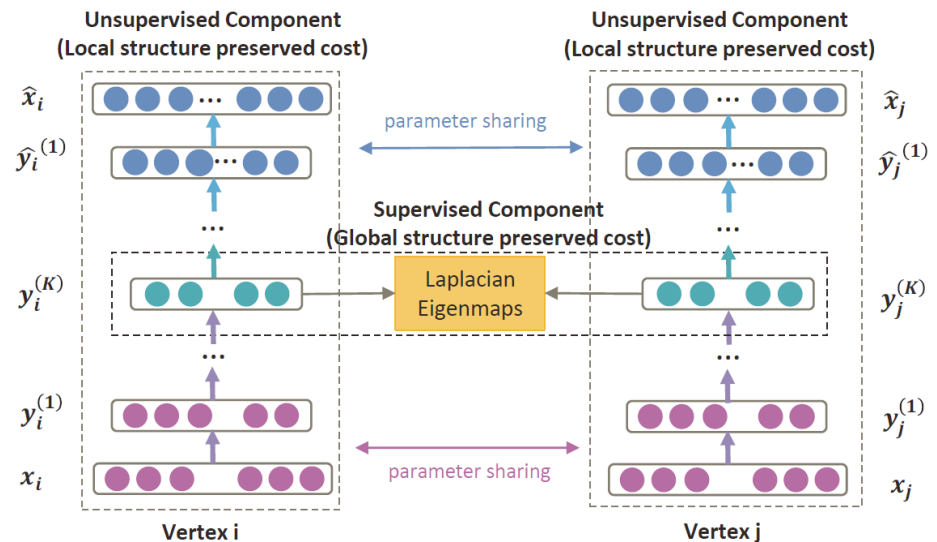 Unsupervised Component
(Local structure preserved cost)
Unsupervised Component
(Local structure preserved cost)
x̂ᵢ
...
...
x̂ⱼ
parameter sharing
ŷᵢ⁽¹⁾
...
...
ŷⱼ⁽¹⁾
...
...
Supervised Component
(Global structure preserved cost)
yᵢ⁽ᴷ⁾
Laplacian
Eigenmaps
yⱼ⁽ᴷ⁾
...
...
yᵢ⁽¹⁾
yⱼ⁽¹⁾
parameter sharing
xᵢ
xⱼ
Vertex i
Vertex j